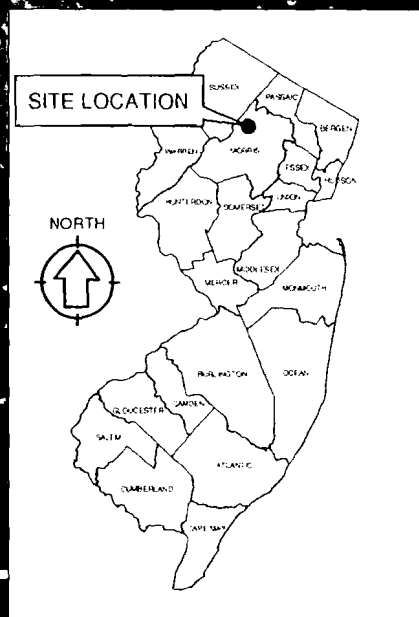 SUSSEX
PASSAIC
SITE LOCATION
BERGEN
WARREN
MORRIS
ESSEX
HUDSON
HUNTERDON
SOMERSET
UNION
NORTH
MIDDLESEX
MERCER
MONMOUTH
BURLINGTON
OCEAN
CAMDEN
GLOUCESTER
SALEM
ATLANTIC
CUMBERLAND
CAPE MAY